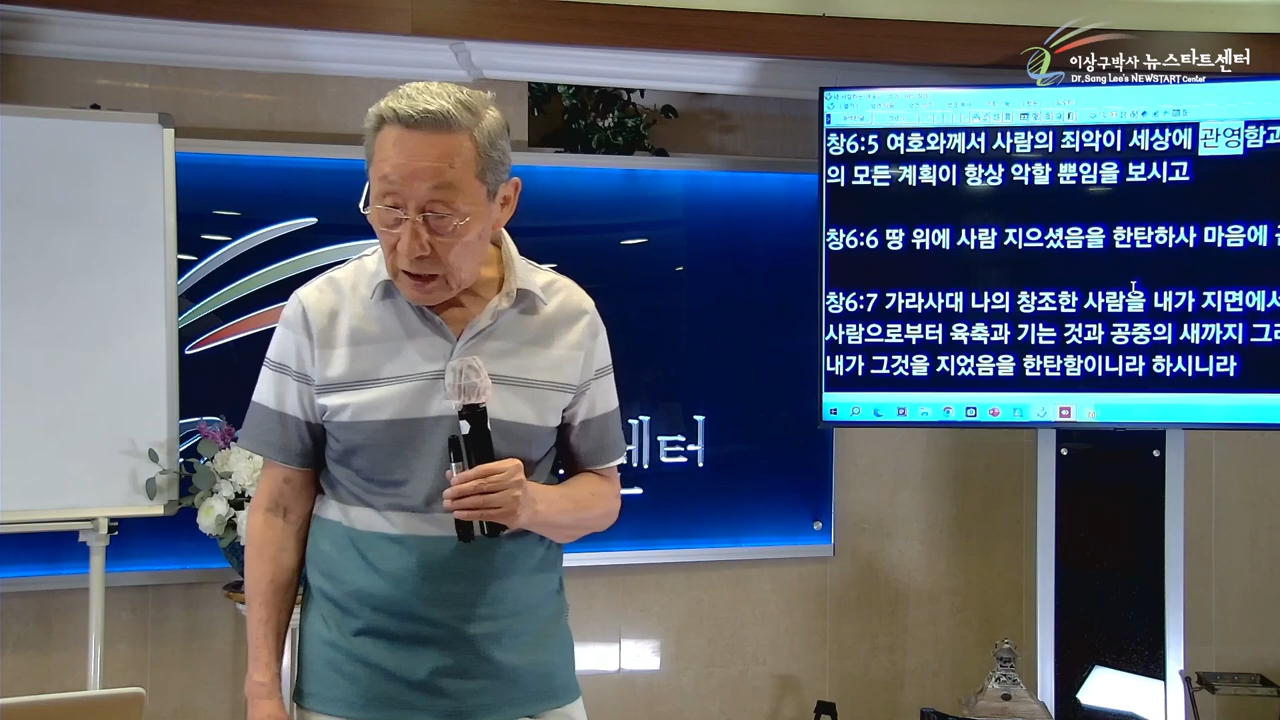 이상구박사 뉴스타트센터
Dr. Sang Lee's NEWSTART Center
창6:5 여호와께서 사람의 죄악이 세상에 관영함과
의 모든 계획이 항상 악할 뿐임을 보시고
창6:6 땅 위에 사람 지으셨음을 한탄하사 마음에
창6:7 가라사대 나의 창조한 사람을 내가 지면에서
사람으로부터 육축과 기는 것과 공중의 새까지
내가 그것을 지었음을 한탄함이니라 하시니라
센터